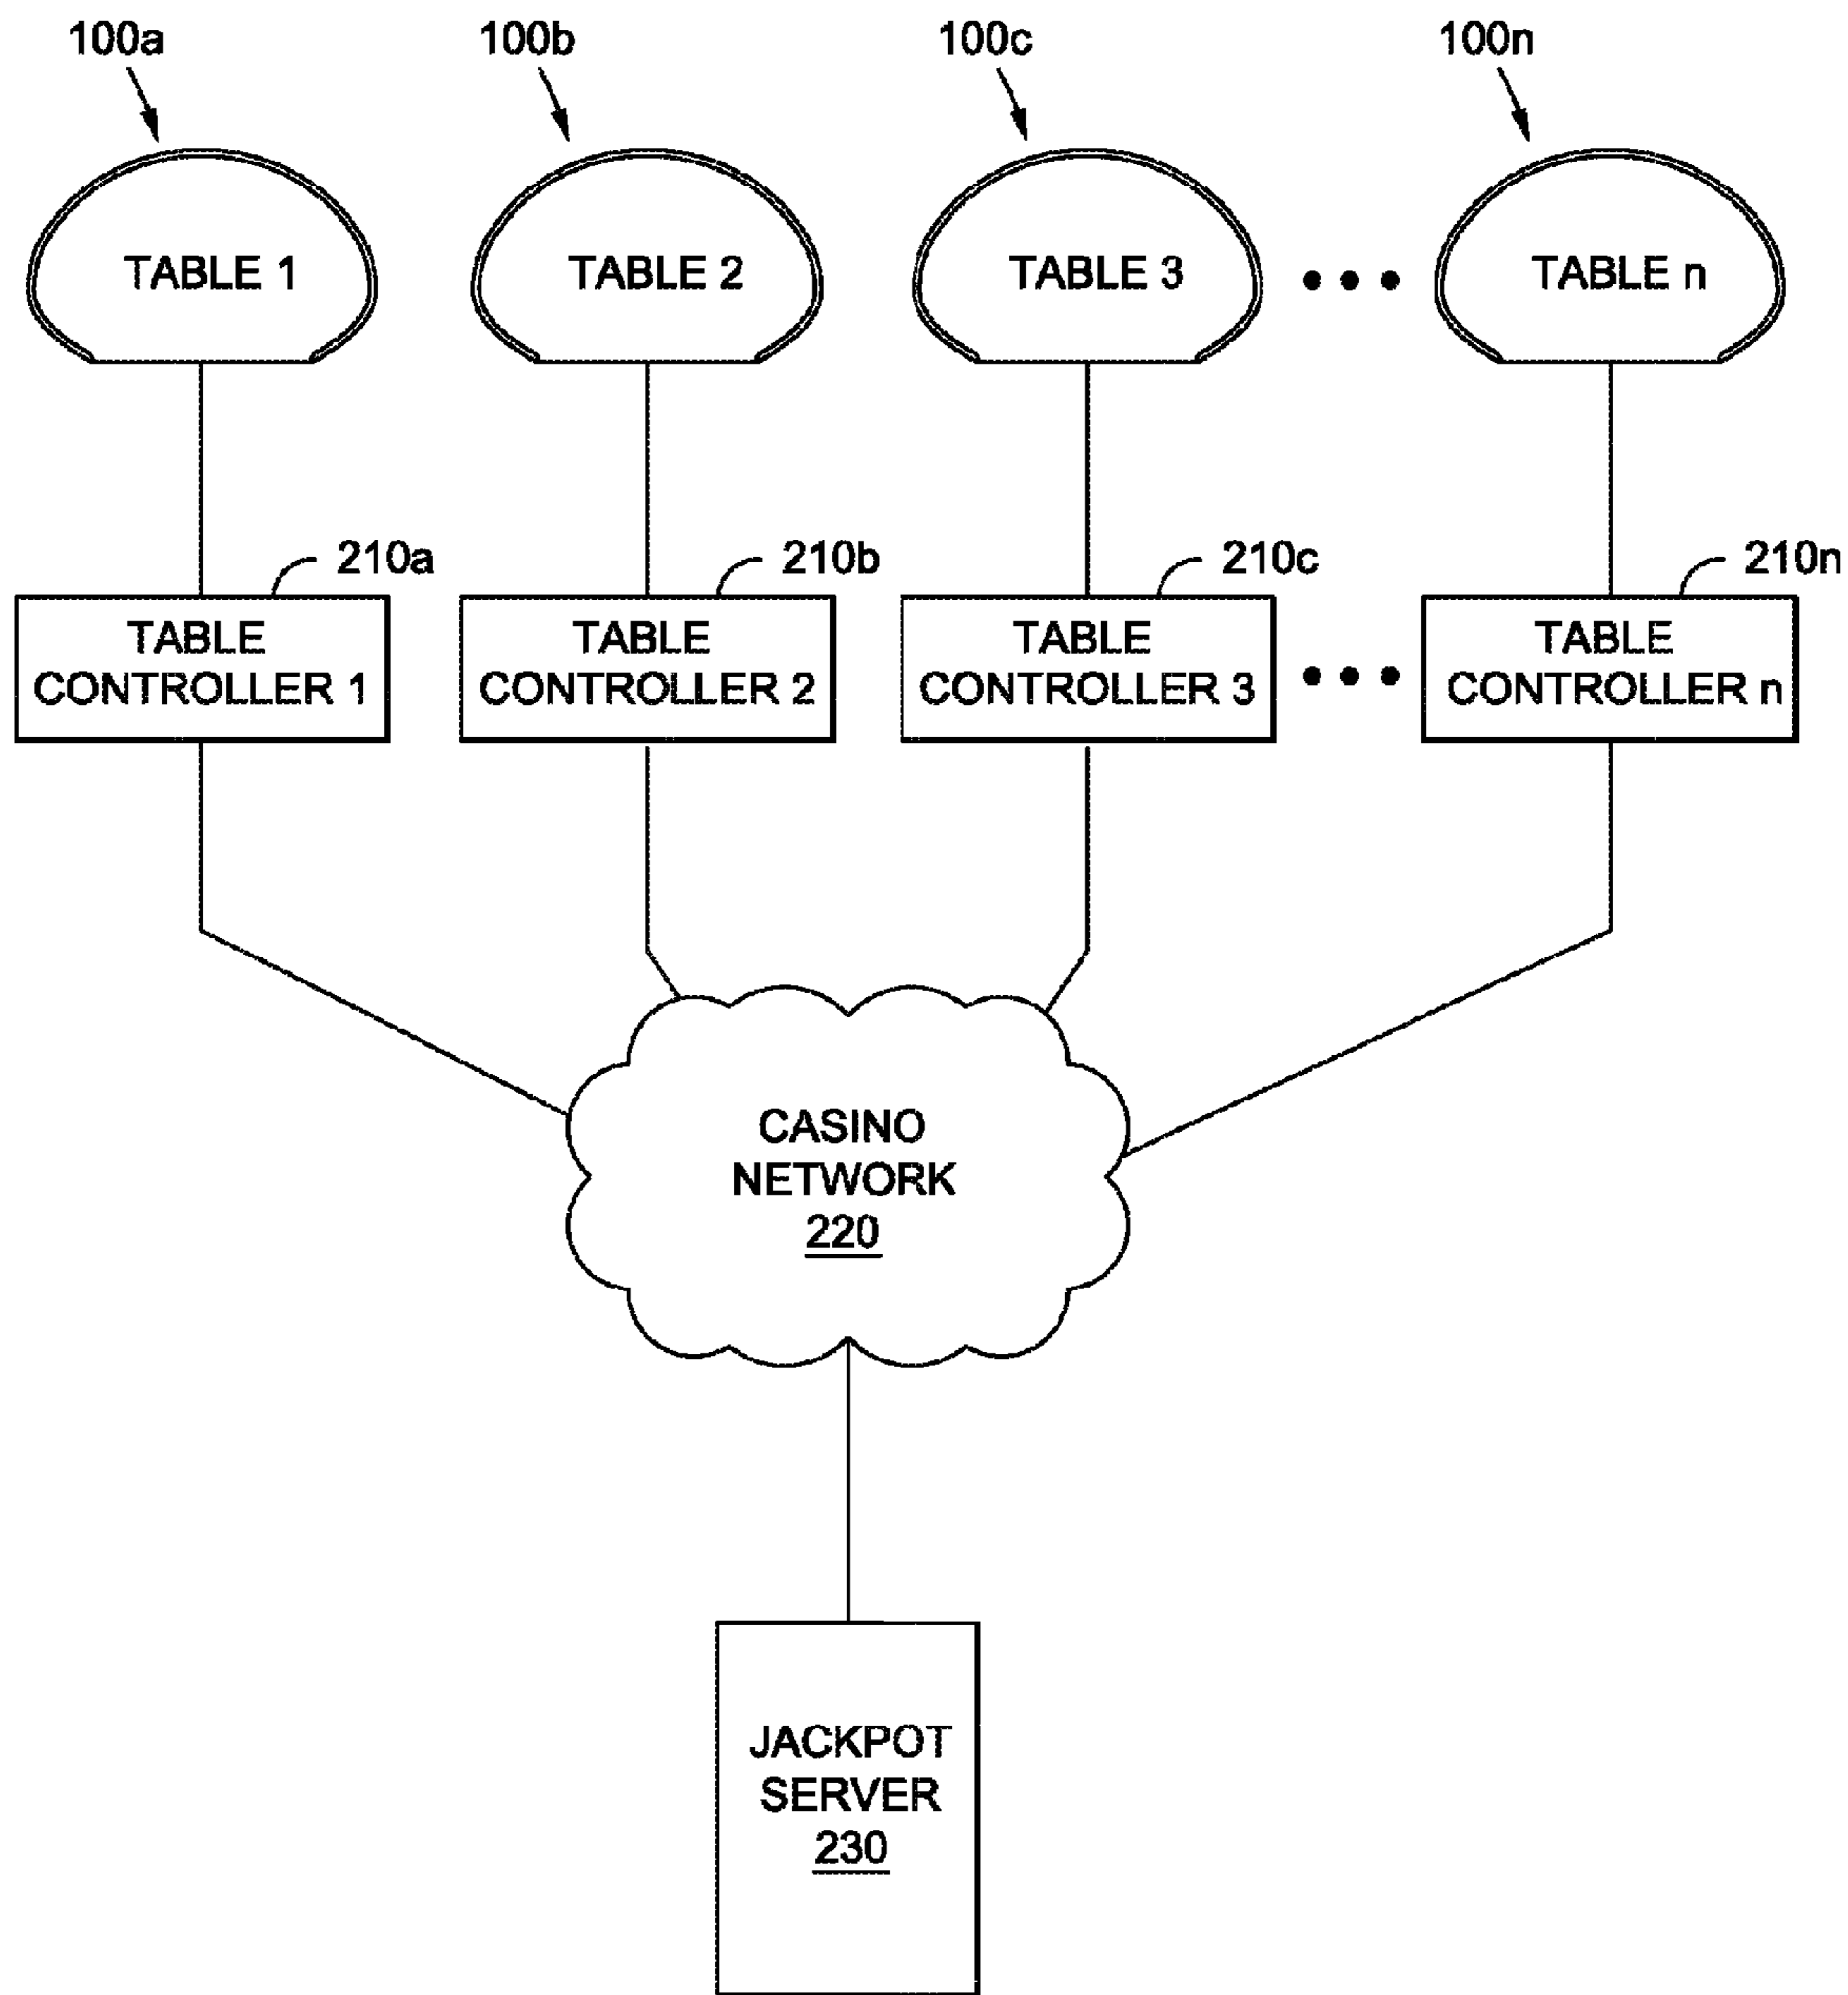 100a
100b
100c
100n
TABLE 1
TABLE 2
TABLE 3
TABLE n
210a
210b
210c
210n
TABLE
CONTROLLER 1
TABLE
CONTROLLER 2
TABLE
CONTROLLER 3
TABLE
CONTROLLER n
CASINO
NETWORK
220
JACKPOT
SERVER
230